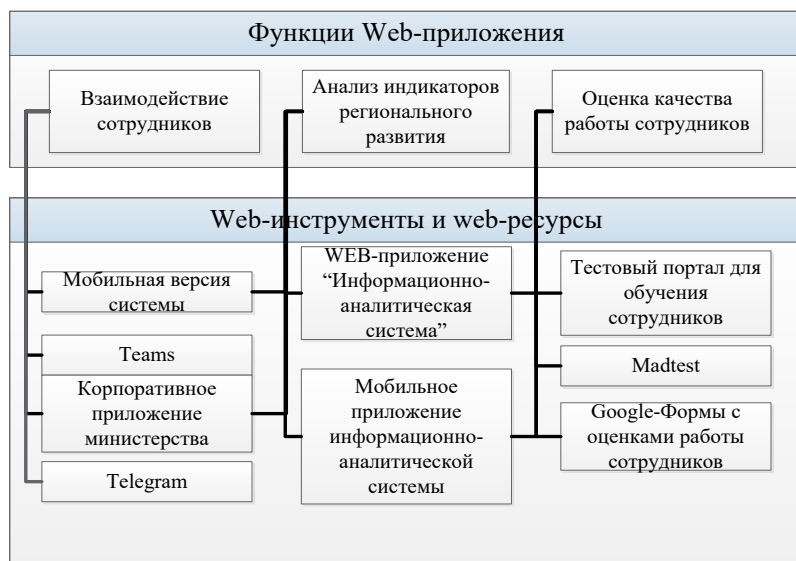 Функции Web-приложения
Взаимодействие
сотрудников
Анализ индикаторов
регионального
развития
Оценка качества
работы сотрудников
Web-инструменты и web-ресурсы
Мобильная версия
системы
Teams
Корпоративное
приложение
министерства
Telegram
WEB-приложение
“Информационно-
аналитическая
система”
Мобильное
приложение
информационно-
аналитической
системы
Тестовый портал для
обучения
сотрудников
Madtest
Google-Формы с
оценками работы
сотрудников